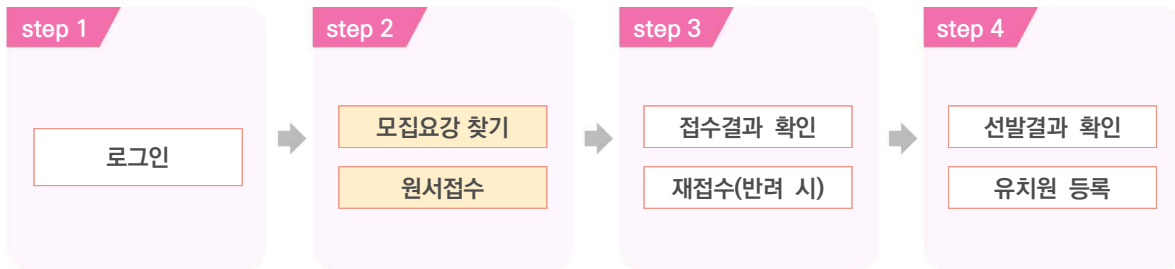 step 1
로그인
step 2
모집요강 찾기
원서접수
step 3
접수결과 확인
재접수(반려 시)
step 4
선발결과 확인
유치원 등록